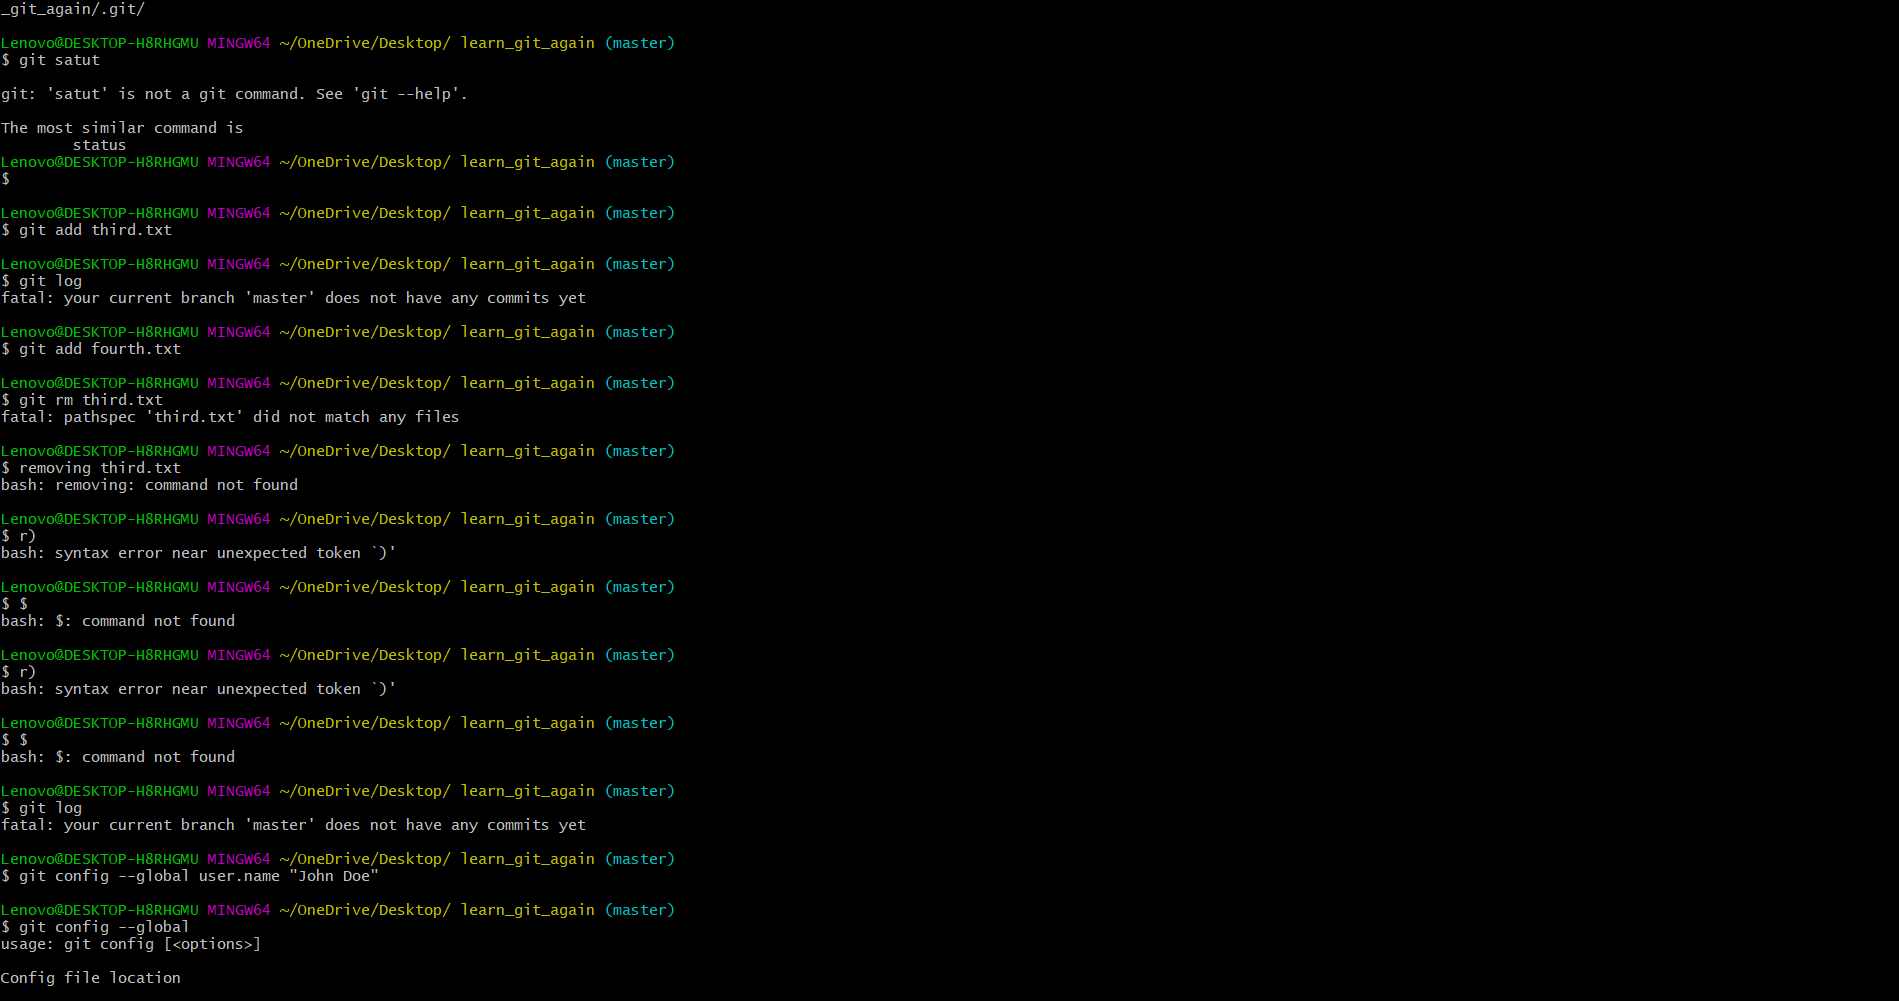 _git_again/.git/
Lenovo@DESKTOP-H8RHGMU MINGW64 ~/OneDrive/Desktop/ learn_git_again (master)
$ git satut
git: 'satut' is not a git command. See 'git --help'.
The most similar command is
status
Lenovo@DESKTOP-H8RHGMU MINGW64 ~/OneDrive/Desktop/ learn_git_again (master)
$
Lenovo@DESKTOP-H8RHGMU MINGW64 ~/OneDrive/Desktop/ learn_git_again (master)
$ git add third.txt
Lenovo@DESKTOP-H8RHGMU MINGW64 ~/OneDrive/Desktop/ learn_git_again (master)
$ git log
fatal: your current branch 'master' does not have any commits yet
Lenovo@DESKTOP-H8RHGMU MINGW64 ~/OneDrive/Desktop/ learn_git_again (master)
$ git add fourth.txt
Lenovo@DESKTOP-H8RHGMU MINGW64 ~/OneDrive/Desktop/ learn_git_again (master)
$ git rm third.txt
fatal: pathspec 'third.txt' did not match any files
Lenovo@DESKTOP-H8RHGMU MINGW64 ~/OneDrive/Desktop/ learn_git_again (master)
$ removing third.txt
bash: removing: command not found
Lenovo@DESKTOP-H8RHGMU MINGW64 ~/OneDrive/Desktop/ learn_git_again (master)
$ r)
bash: syntax error near unexpected token `)'
Lenovo@DESKTOP-H8RHGMU MINGW64 ~/OneDrive/Desktop/ learn_git_again (master)
$ $
bash: $: command not found
Lenovo@DESKTOP-H8RHGMU MINGW64 ~/OneDrive/Desktop/ learn_git_again (master)
$ r)
bash: syntax error near unexpected token `)'
Lenovo@DESKTOP-H8RHGMU MINGW64 ~/OneDrive/Desktop/ learn_git_again (master)
$ $
bash: $: command not found
Lenovo@DESKTOP-H8RHGMU MINGW64 ~/OneDrive/Desktop/ learn_git_again (master)
$ git log
fatal: your current branch 'master' does not have any commits yet
Lenovo@DESKTOP-H8RHGMU MINGW64 ~/OneDrive/Desktop/ learn_git_again (master)
$ git config --global user.name "John Doe"
Lenovo@DESKTOP-H8RHGMU MINGW64 ~/OneDrive/Desktop/ learn_git_again (master)
$ git config --global
usage: git config [<options>]
Config file location